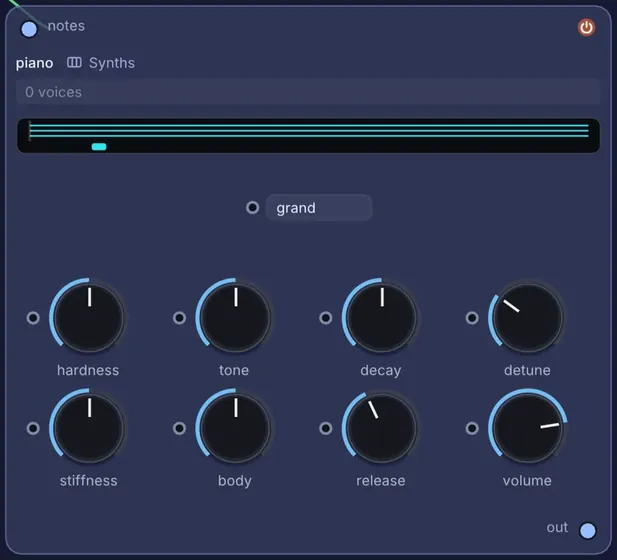 notes
piano Synths
0 voices
grand
hardness tone decay detune
stiffness body release volume
out